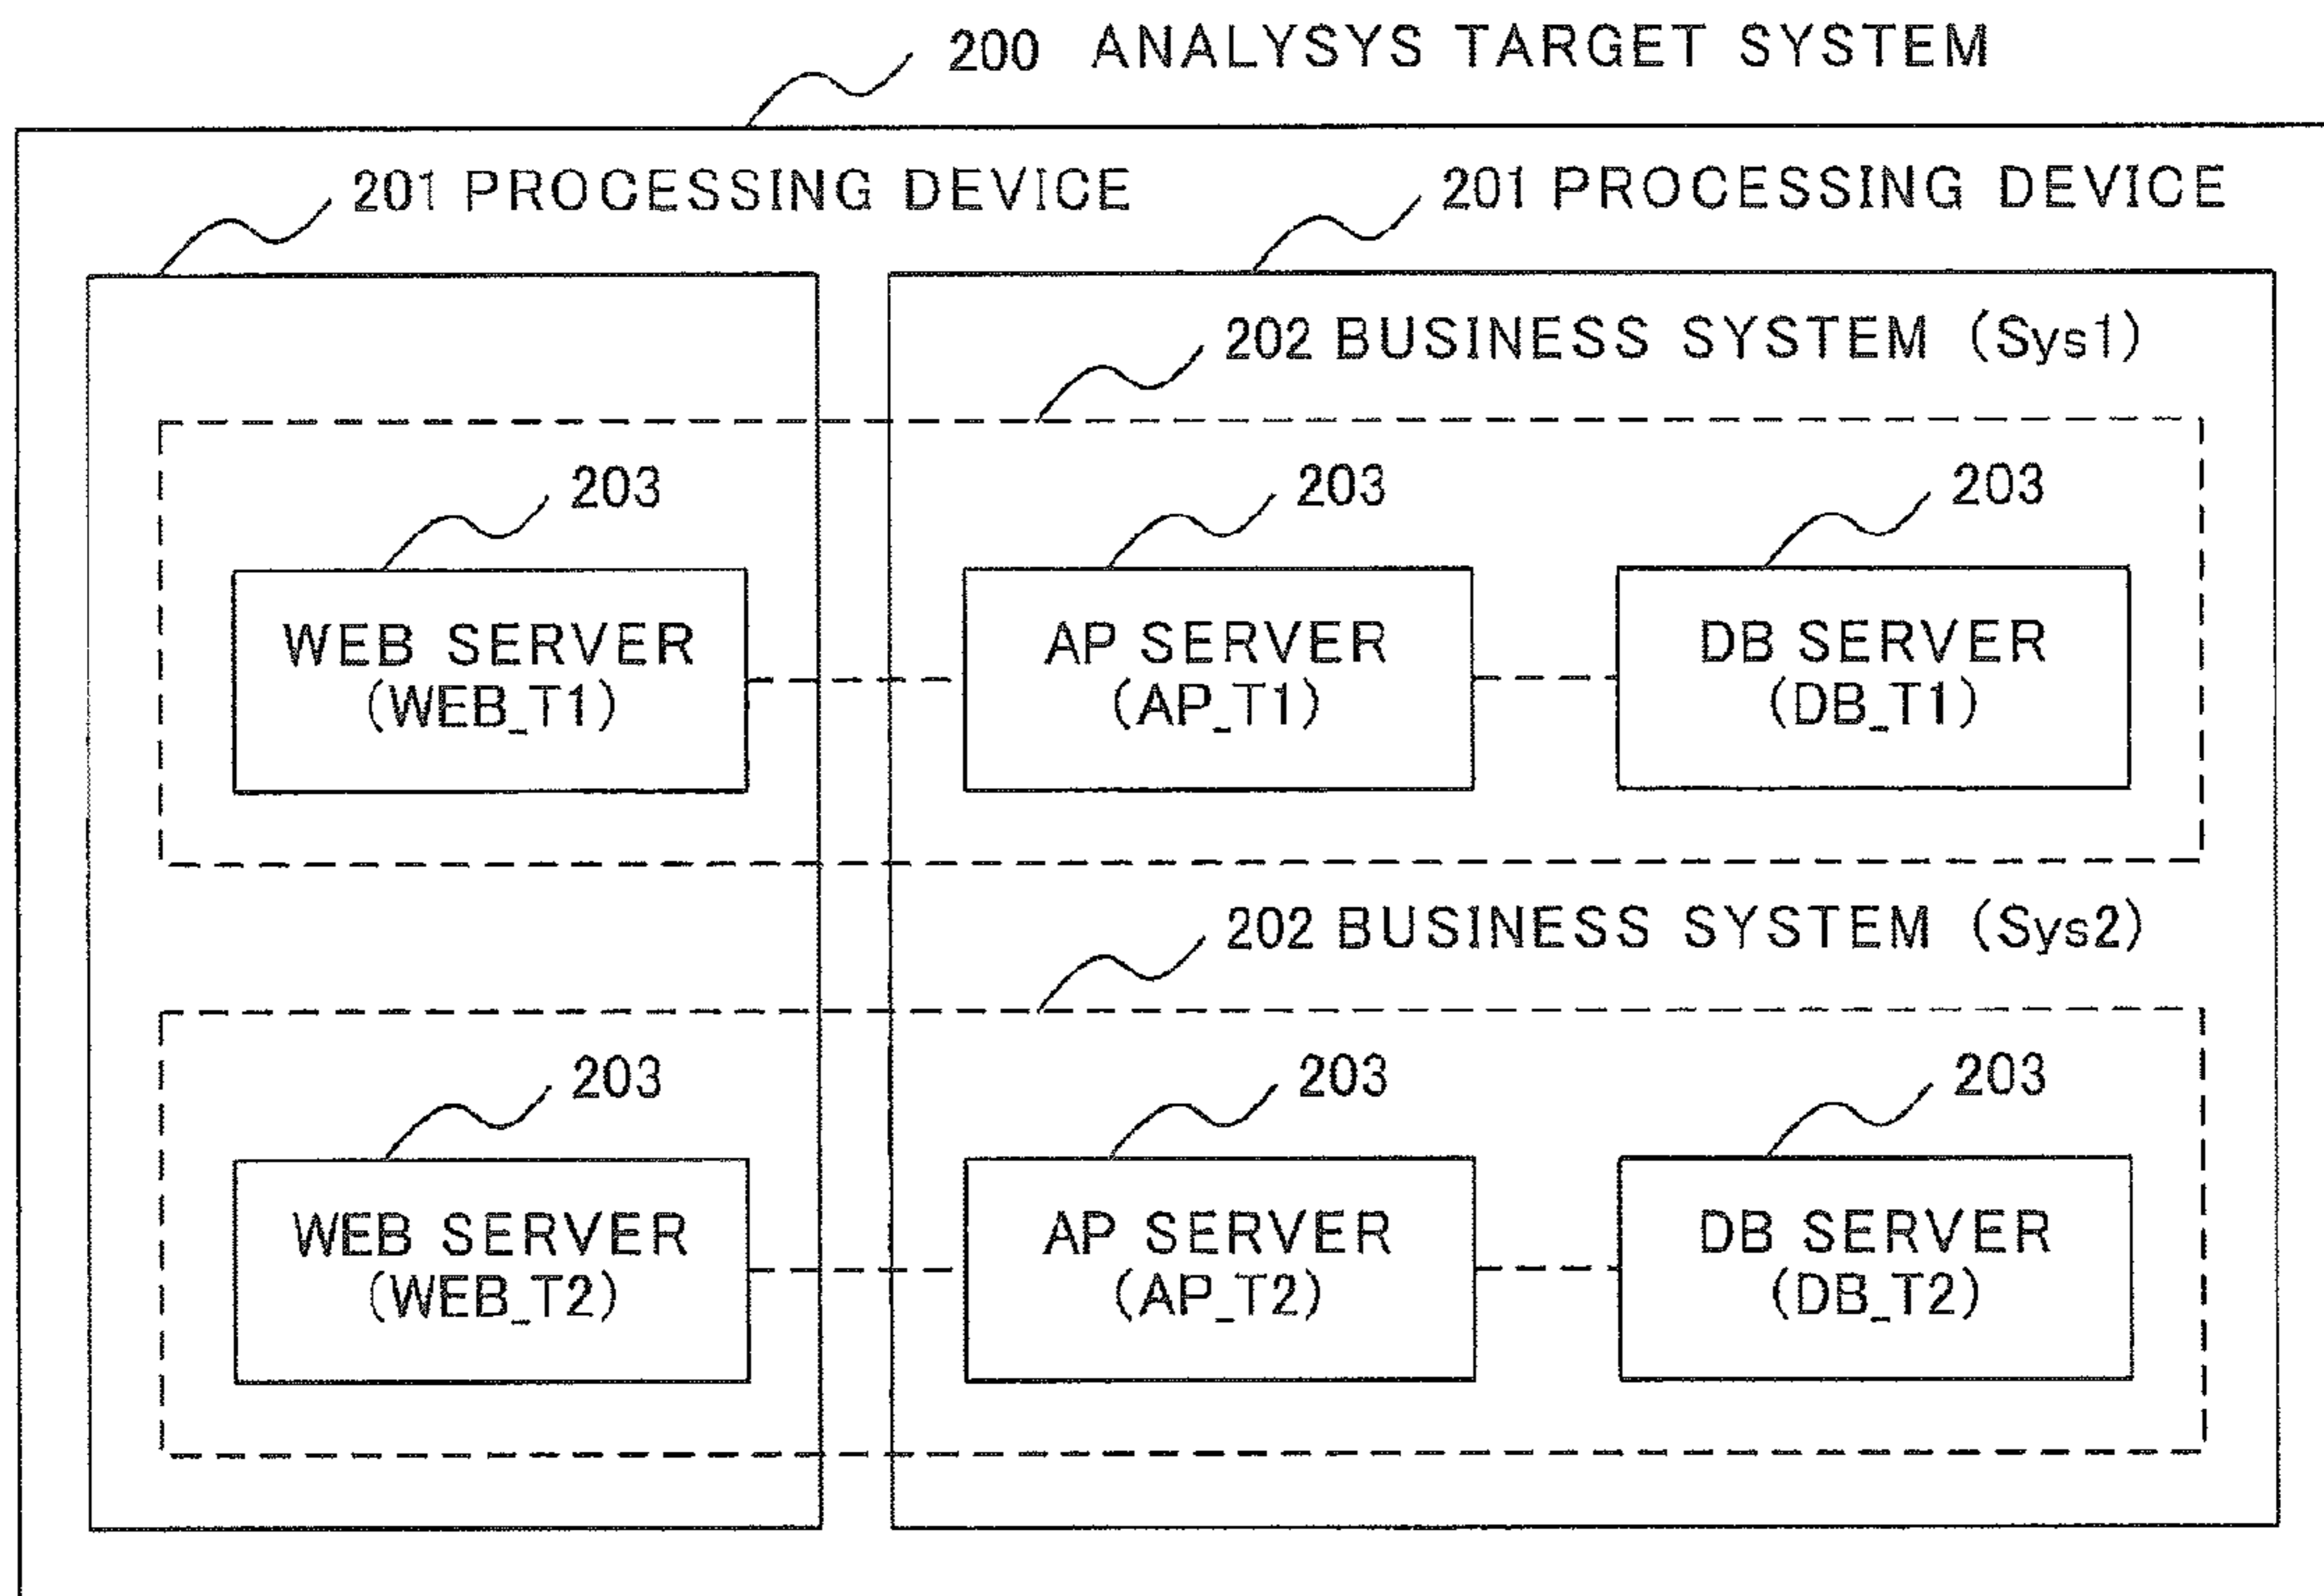 200 ANALYSYS TARGET SYSTEM
201 PROCESSING DEVICE
201 PROCESSING DEVICE
202 BUSINESS SYSTEM (Sys1)
203
203
203
WEB SERVER
(WEB_T1)
AP SERVER
(AP_T1)
DB SERVER
(DB_T1)
202 BUSINESS SYSTEM (Sys2)
203
203
203
WEB SERVER
(WEB_T2)
AP SERVER
(AP_T2)
DB SERVER
(DB_T2)